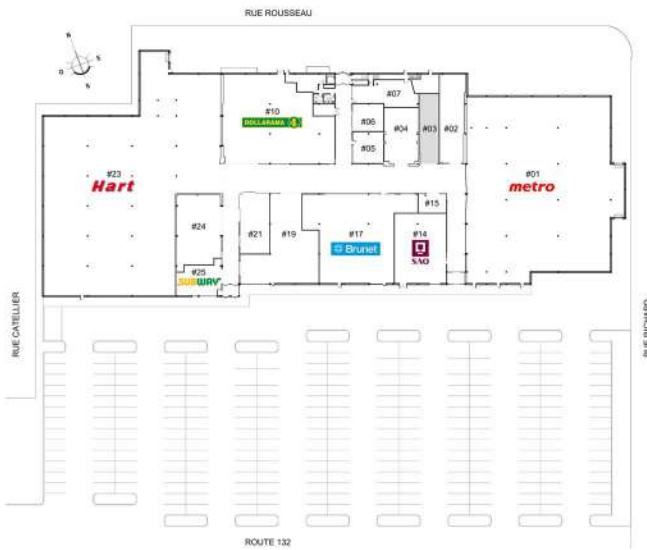 RUE ROUSSEAU
N
E
O
S
#10
DOLLARAMA
#07
#06
#05
#04
#03
#02
#23
Hart
#01
metro
#24
#21
#19
#17
Brunet
#15
#14
SAQ
#25
SUBWAY
RUE CATELLIER
RUE RICHARD
ROUTE 132